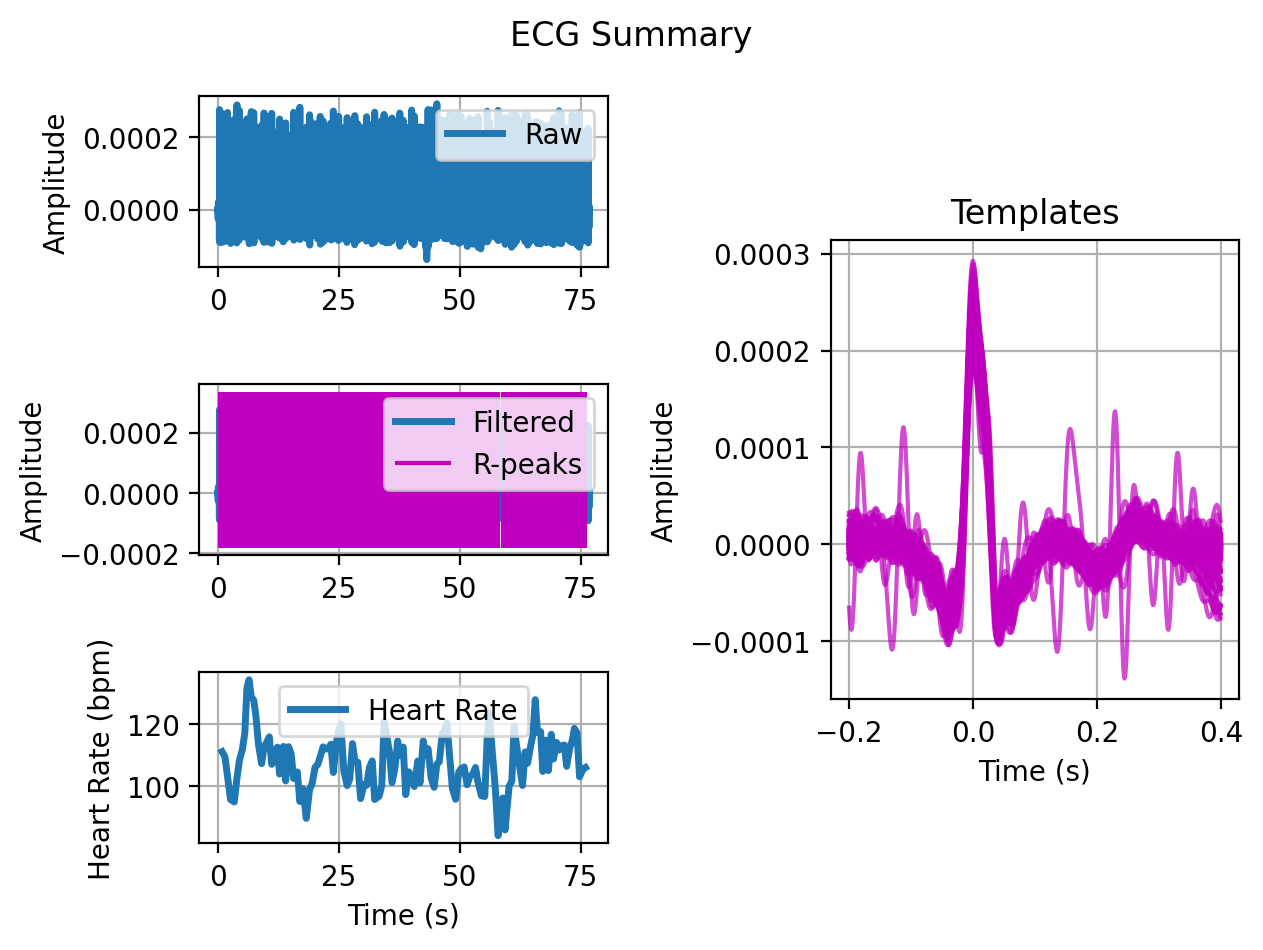 ECG Summary
Amplitude
0.0002
0.0000
Raw
0 25 50 75
Amplitude
0.0002
0.0000
−0.0002
Filtered
R-peaks
0 25 50 75
Heart Rate (bpm)
120
100
Heart Rate
0 25 50 75
Time (s)
Templates
Amplitude
0.0003
0.0002
0.0001
0.0000
−0.0001
−0.2 0.0 0.2 0.4
Time (s)